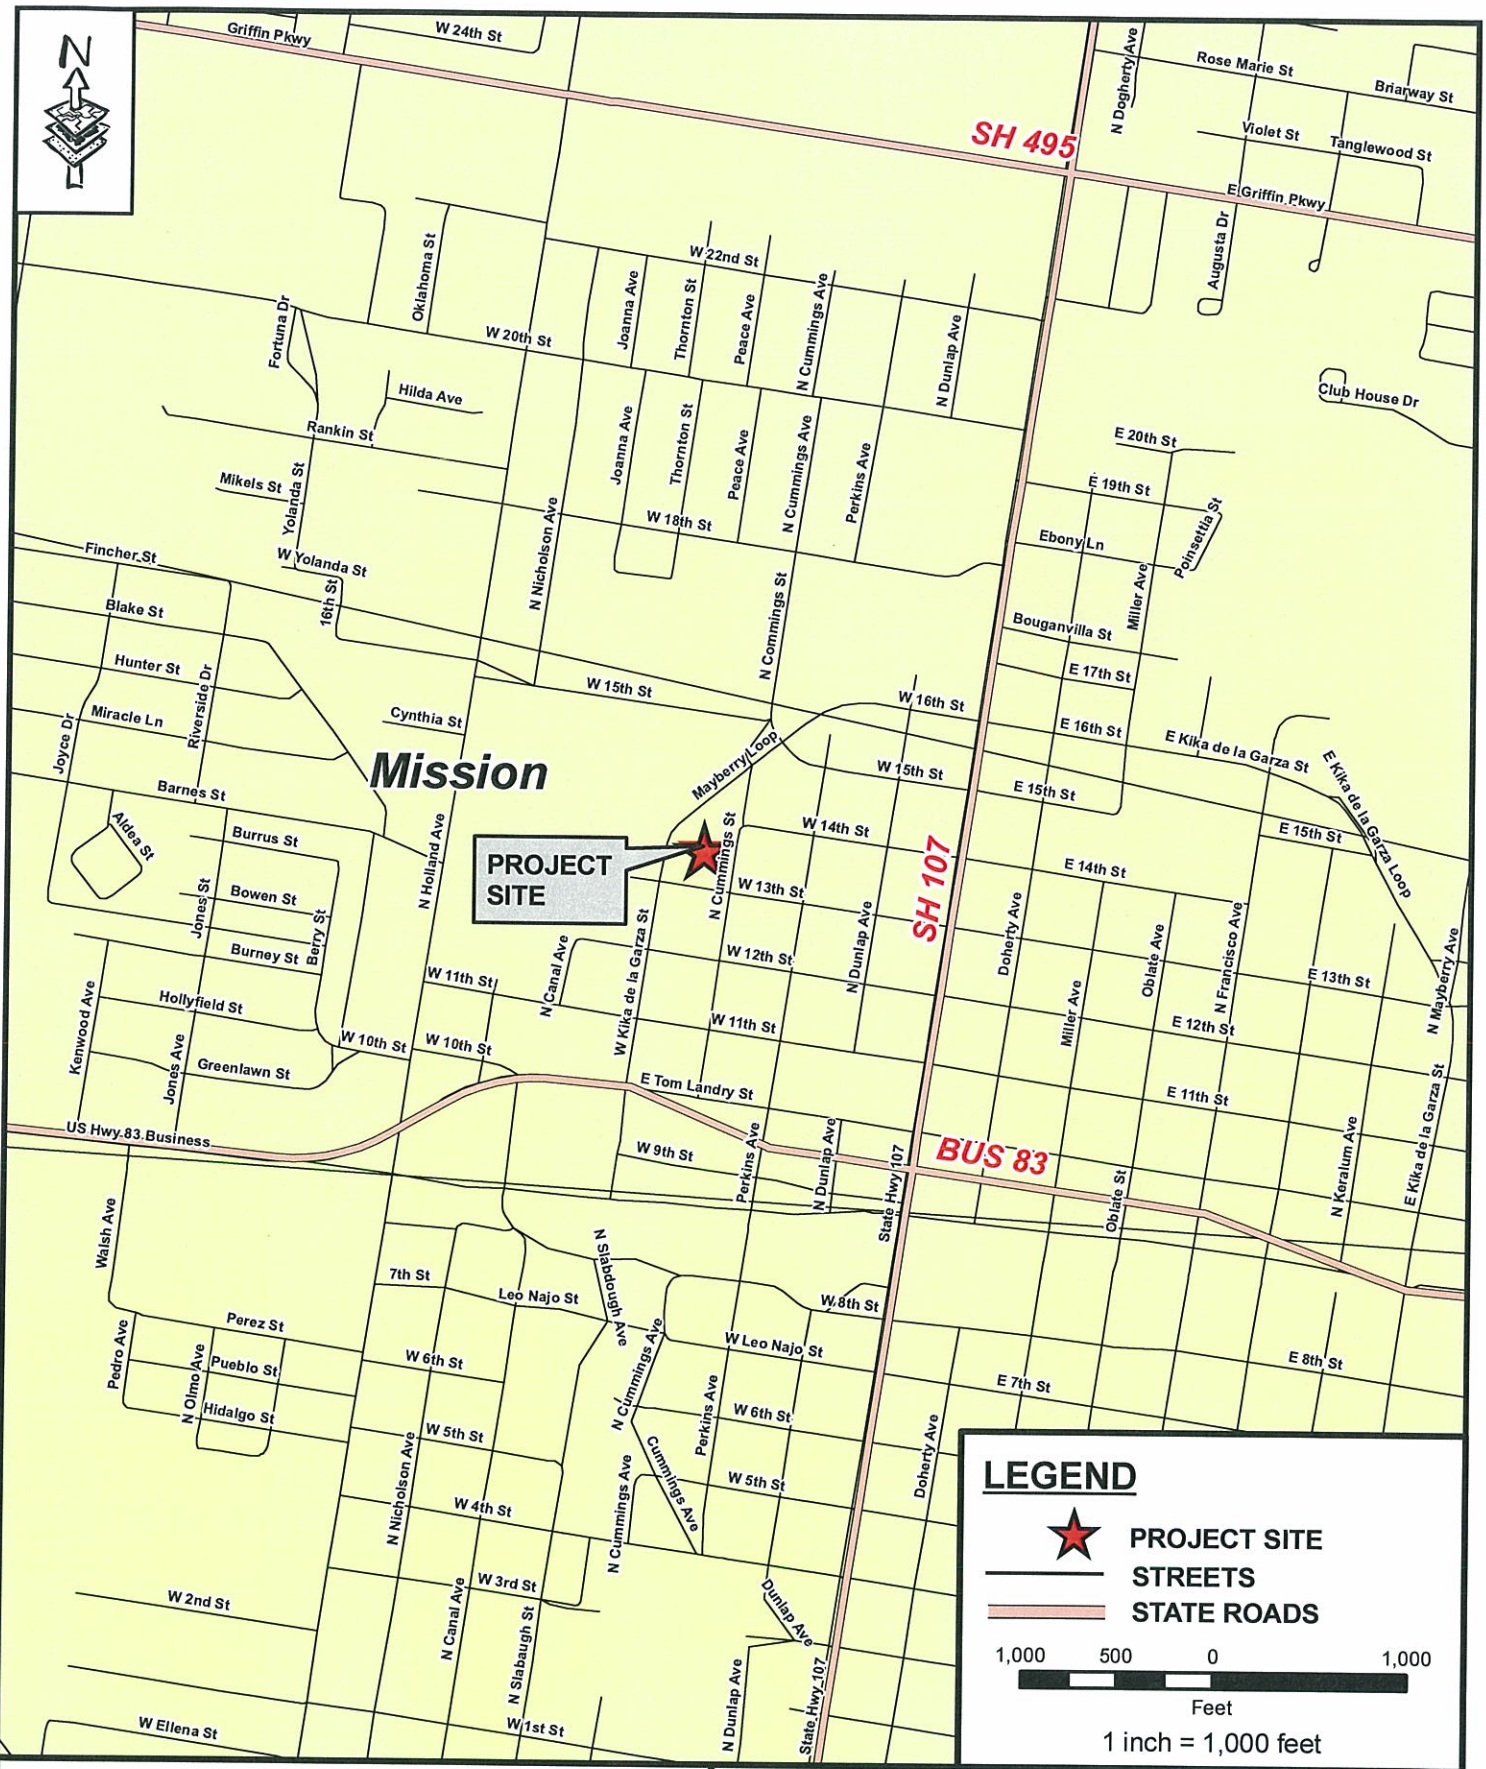 N
Griffin Pkwy
W 24th St
N Dogherty Ave
Rose Marie St
Briarway St
SH 495
Violet St
Tanglewood St
E Griffin Pkwy
Augusta Dr
Oklahoma St
W 22nd St
Joanna Ave
Thornton St
Peace Ave
N Cummings Ave
N Dunlap Ave
Fortuna Dr
W 20th St
Hilda Ave
Club House Dr
Rankin St
Joanna Ave
Thornton St
Peace Ave
N Cummings Ave
Perkins Ave
E 20th St
E 19th St
Mikels St
Yolanda St
W 18th St
Poinsettia St
Ebony Ln
Fincher St
W Yolanda St
16th St
N Nicholson Ave
N Commings St
Miller Ave
Blake St
Bouganvilla St
Hunter St
Riverside Dr
E 17th St
W 15th St
W 16th St
Joyce Dr
Miracle Ln
Cynthia St
E 16th St
E Kika de la Garza St
Mission
Mayberry Loop
W 15th St
E 15th St
E Kika de la Garza Loop
Barnes St
Aldea St
Burrus St
N Holland Ave
W 14th St
E 15th St
PROJECT
SITE
N Cummings St
SH 107
E 14th St
Bowen St
W 13th St
Jones St
Berry St
Burney St
N Canal Ave
W Kika de la Garza St
W 12th St
N Dunlap Ave
Doherty Ave
Oblate Ave
N Francisco Ave
E 13th St
N Mayberry Ave
W 11th St
Kenwood Ave
Hollyfield St
W 11th St
Miller Ave
E 12th St
W 10th St
W 10th St
Jones Ave
Greenlawn St
E Tom Landry St
E 11th St
US Hwy 83 Business
W 9th St
Perkins Ave
N Dunlap Ave
State Hwy 107
BUS 83
N Keralum Ave
E Kika de la Garza St
Walsh Ave
Oblate St
N Slabdough Ave
7th St
Leo Najo St
W 8th St
Perez St
W Leo Najo St
E 8th St
Pedro Ave
N Olmo Ave
Pueblo St
W 6th St
N Cummings Ave
E 7th St
Hidalgo St
Perkins Ave
W 6th St
W 5th St
N Nicholson Ave
Cummings Ave
W 5th St
Doherty Ave
W 4th St
N Cummings Ave
W 2nd St
W 3rd St
N Canal Ave
N Slabaugh St
Dunlap Ave
N Dunlap Ave
State Hwy 107
W Ellena St
W 1st St
LEGEND
PROJECT SITE
STREETS
STATE ROADS
1,000 500 0 1,000
Feet
1 inch = 1,000 feet